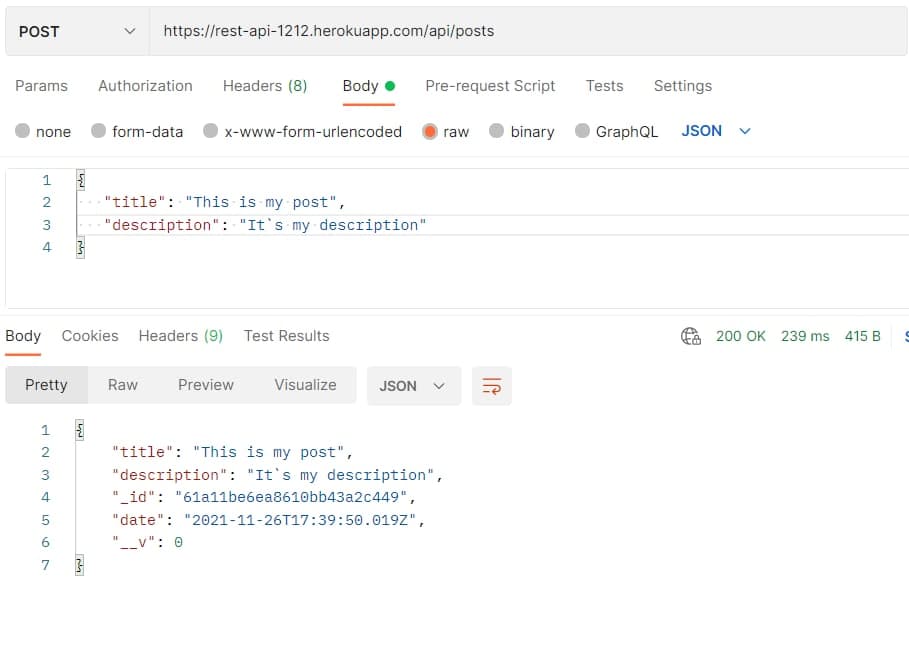 POST https://rest-api-1212.herokuapp.com/api/posts
Params Authorization Headers (8) Body Pre-request Script Tests Settings
none form-data x-www-form-urlencoded raw binary GraphQL JSON
1 {
2 "title": "This is my post",
3 "description": "It`s my description"
4 }
Body Cookies Headers (9) Test Results 200 OK 239 ms 415 B
Pretty Raw Preview Visualize JSON
1 {
2 "title": "This is my post",
3 "description": "It`s my description",
4 "_id": "61a11be6ea8610bb43a2c449",
5 "date": "2021-11-26T17:39:50.019Z",
6 "__v": 0
7 }